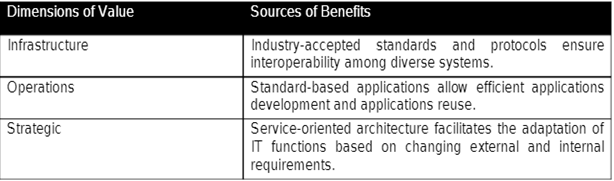 Dimensions of Value Sources of Benefits
Infrastructure Industry-accepted standards and protocols ensure
interoperability among diverse systems.
Operations Standard-based applications allow efficient applications
development and applications reuse.
Strategic Service-oriented architecture facilitates the adaptation of
IT functions based on changing external and internal
requirements.